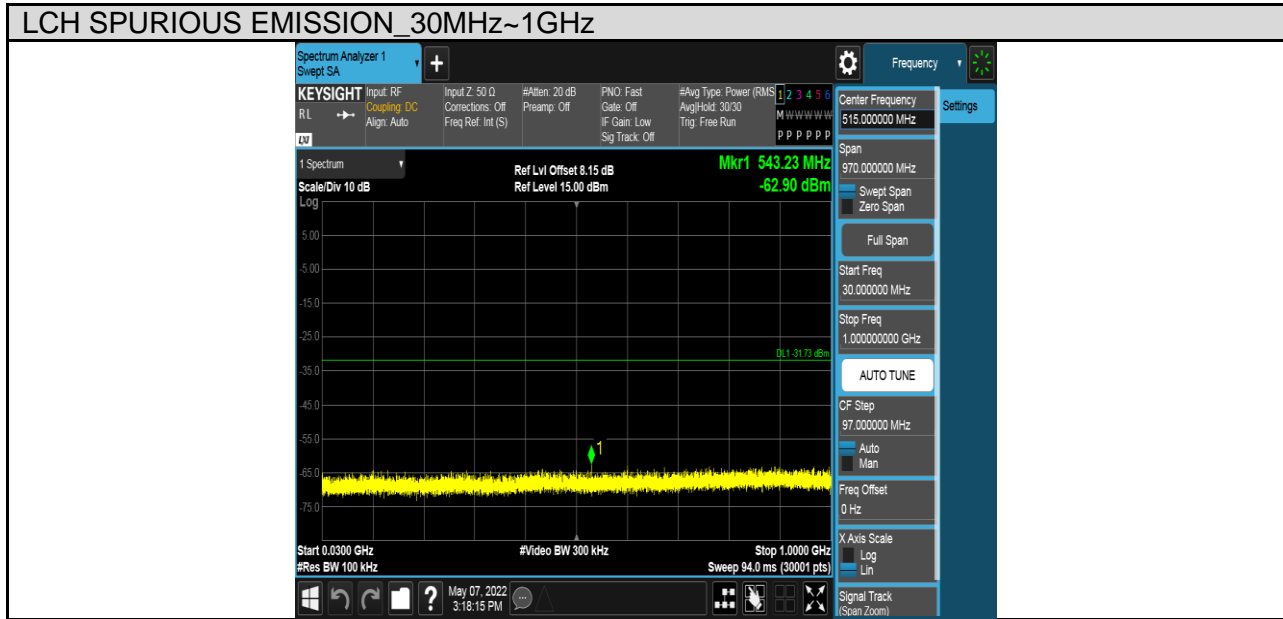 LCH SPURIOUS EMISSION_30MHz~1GHz
Spectrum Analyzer 1
Swept SA
Frequency
KEYSIGHT
RL
LXI
Input: RF
Coupling: DC
Align: Auto
Input Z: 50 Ω
Corrections: Off
Freq Ref: Int (S)
#Atten: 20 dB
Preamp: Off
PNO: Fast
Gate: Off
IF Gain: Low
Sig Track: Off
#Avg Type: Power (RMS
Avg|Hold: 30/30
Trig: Free Run
1 2 3 4 5 6
M W W W W W
P P P P P P
1 Spectrum
Scale/Div 10 dB
Log
Ref Lvl Offset 8.15 dB
Ref Level 15.00 dBm
Mkr1 543.23 MHz
-62.90 dBm
5.00
-5.00
-15.0
-25.0
DL1 -31.73 dBm
-35.0
-45.0
-55.0
1
-65.0
-75.0
Start 0.0300 GHz
#Res BW 100 kHz
#Video BW 300 kHz
Stop 1.0000 GHz
Sweep 94.0 ms (30001 pts)
May 07, 2022
3:18:15 PM
Center Frequency
515.000000 MHz
Settings
Span
970.000000 MHz
Swept Span
Zero Span
Full Span
Start Freq
30.000000 MHz
Stop Freq
1.000000000 GHz
AUTO TUNE
CF Step
97.000000 MHz
Auto
Man
Freq Offset
0 Hz
X Axis Scale
Log
Lin
Signal Track
(Span Zoom)